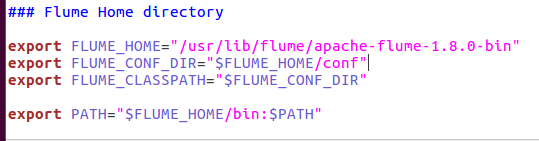 ### Flume Home directory
export FLUME_HOME="/usr/lib/flume/apache-flume-1.8.0-bin"
export FLUME_CONF_DIR="$FLUME_HOME/conf"
export FLUME_CLASSPATH="$FLUME_CONF_DIR"
export PATH="$FLUME_HOME/bin:$PATH"